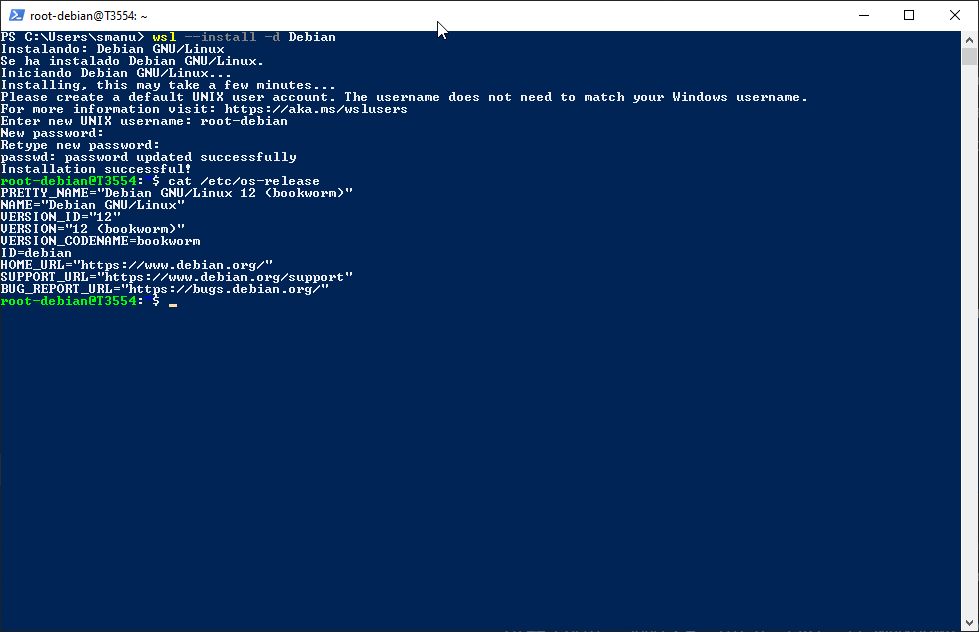 root-debian@T3554: ~
PS C:\Users\smanu> wsl --install -d Debian
Instalando: Debian GNU/Linux
Se ha instalado Debian GNU/Linux.
Iniciando Debian GNU/Linux...
Installing, this may take a few minutes...
Please create a default UNIX user account. The username does not need to match your Windows username.
For more information visit: https://aka.ms/wslusers
Enter new UNIX username: root-debian
New password:
Retype new password:
passwd: password updated successfully
Installation successful!
root-debian@T3554:~$ cat /etc/os-release
PRETTY_NAME="Debian GNU/Linux 12 (bookworm)"
NAME="Debian GNU/Linux"
VERSION_ID="12"
VERSION="12 (bookworm)"
VERSION_CODENAME=bookworm
ID=debian
HOME_URL="https://www.debian.org/"
SUPPORT_URL="https://www.debian.org/support"
BUG_REPORT_URL="https://bugs.debian.org/"
root-debian@T3554:~$